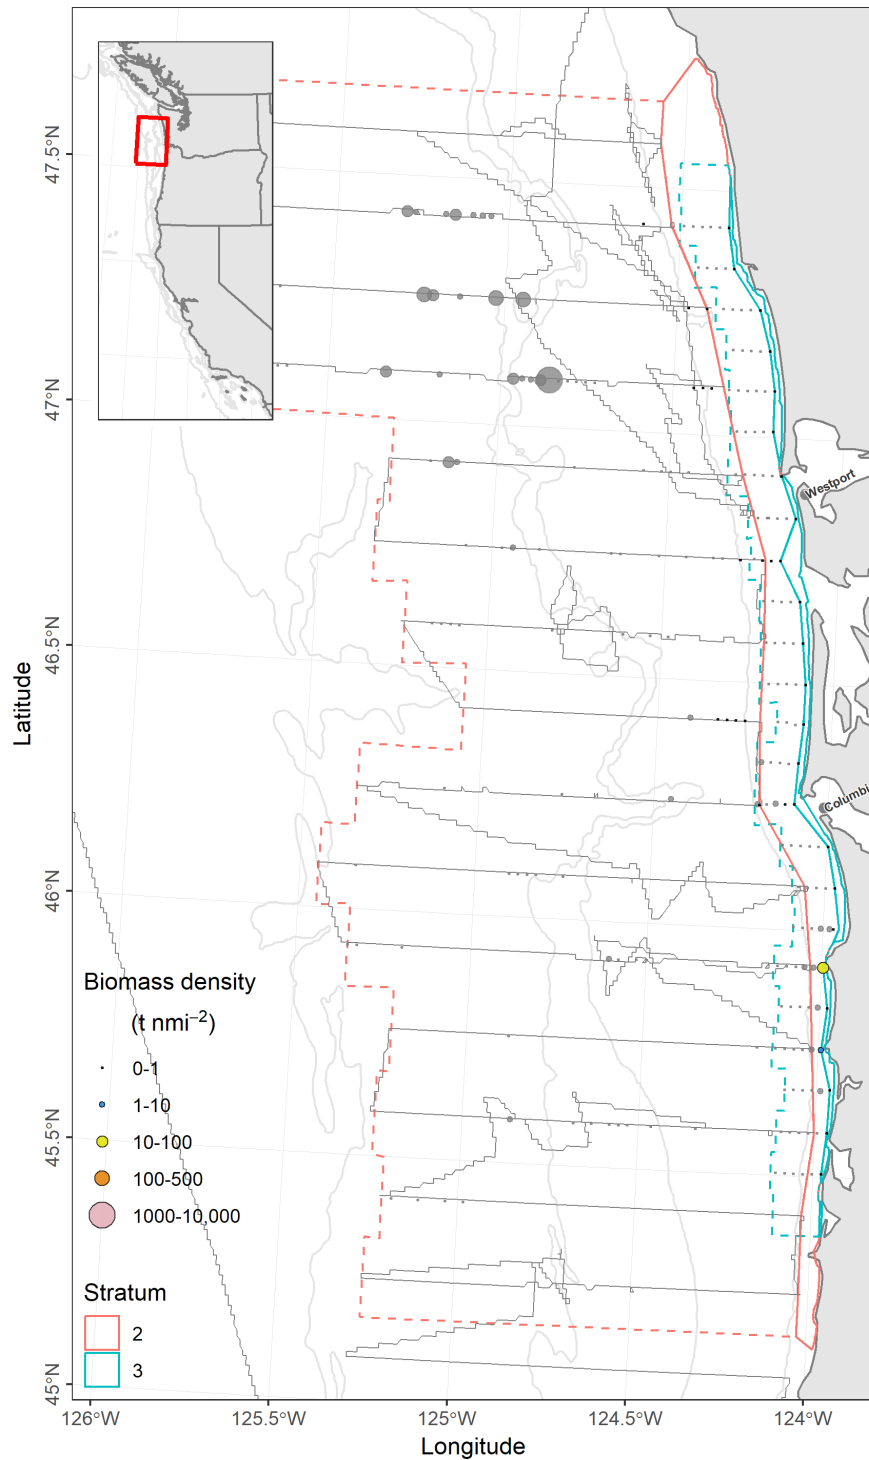 47.5°N
47°N
46.5°N
46°N
45.5°N
45°N
Latitude
Westport
Columbi
Biomass density
(t nmi−2)
0-1
1-10
10-100
100-500
1000-10,000
Stratum
2
3
126°W
125.5°W
125°W
124.5°W
124°W
Longitude